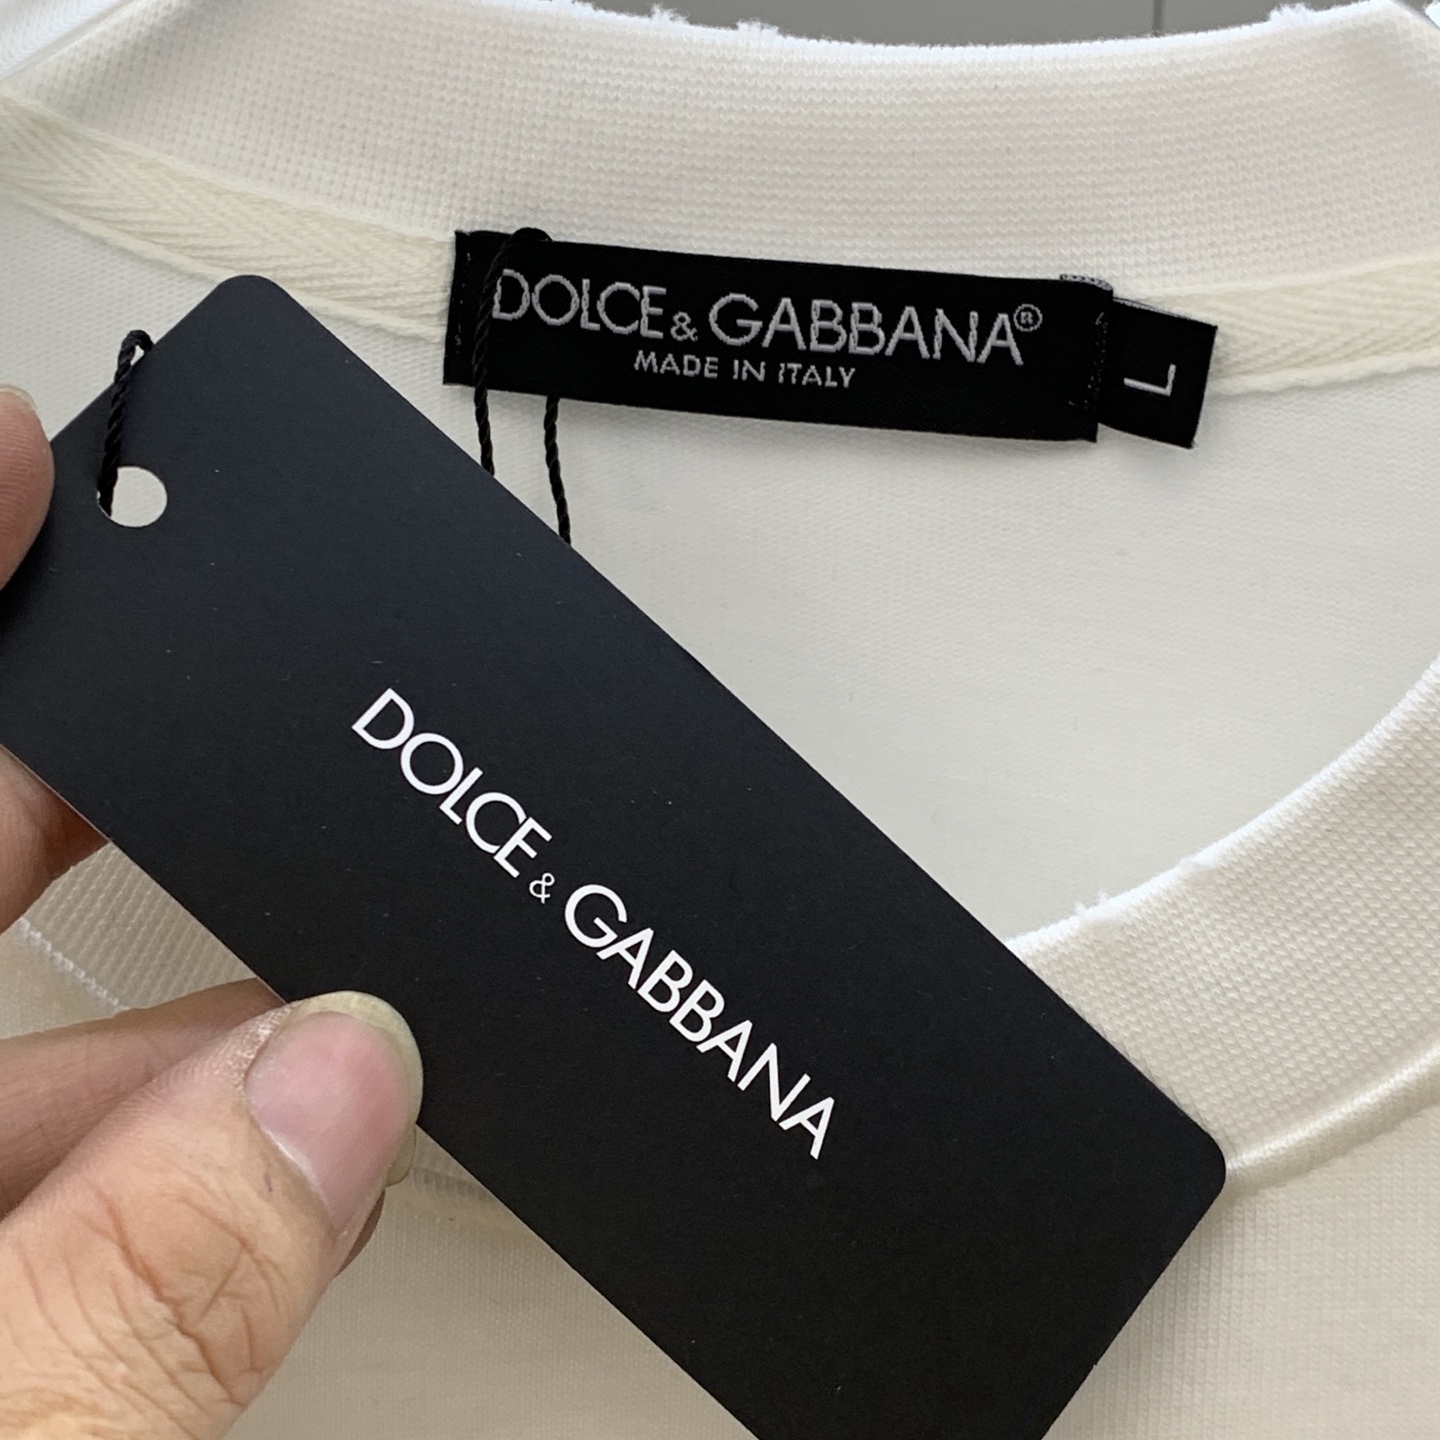 DOLCE & GABBANA®
MADE IN ITALY
L
DOLCE & GABBANA